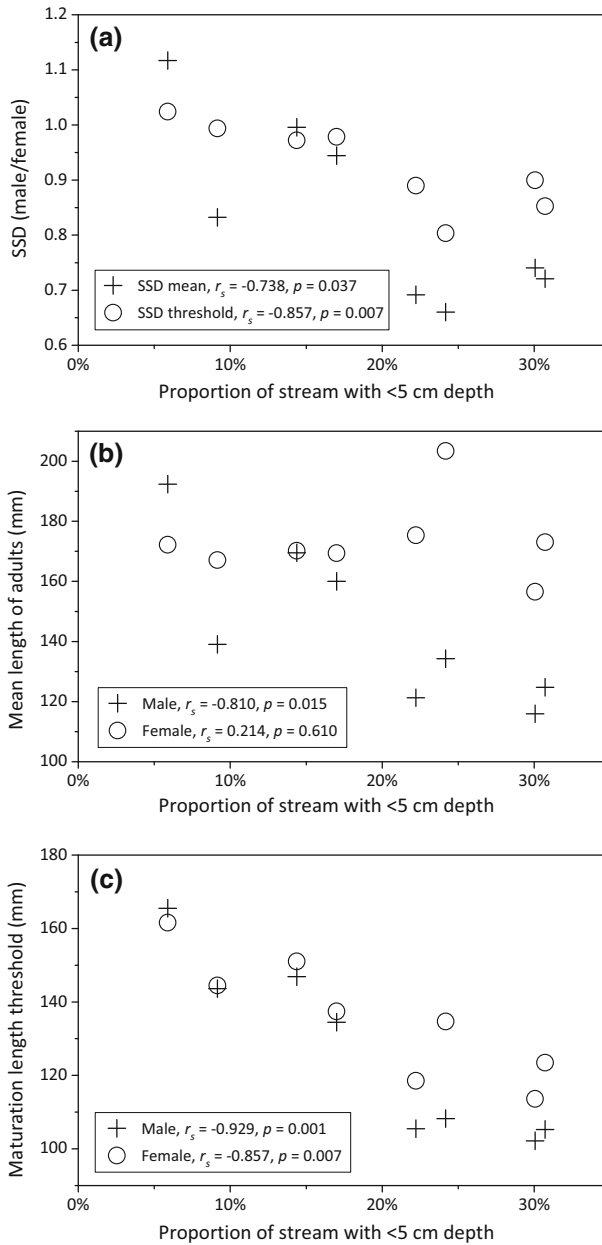 (a)
1.2
1.1
1.0
0.9
0.8
0.7
0.6
SSD (male/female)
SSD mean, rs = -0.738, p = 0.037
SSD threshold, rs = -0.857, p = 0.007
0% 10% 20% 30%
Proportion of stream with <5 cm depth
(b)
200
180
160
140
120
100
Mean length of adults (mm)
Male, rs = -0.810, p = 0.015
Female, rs = 0.214, p = 0.610
0% 10% 20% 30%
Proportion of stream with <5 cm depth
(c)
180
160
140
120
100
Maturation length threshold (mm)
Male, rs = -0.929, p = 0.001
Female, rs = -0.857, p = 0.007
0% 10% 20% 30%
Proportion of stream with <5 cm depth